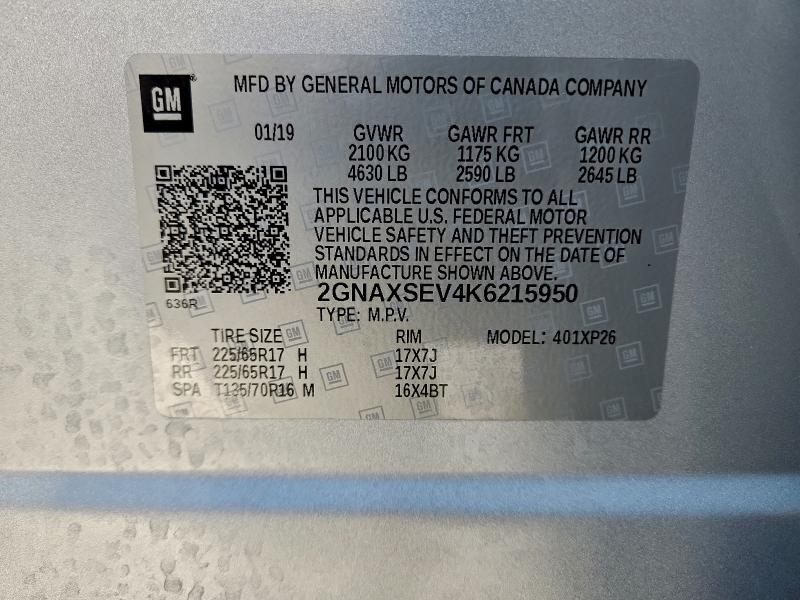 GM
MFD BY GENERAL MOTORS OF CANADA COMPANY
01/19 GVWR GAWR FRT GAWR RR
2100 KG 1175 KG 1200 KG
4630 LB 2590 LB 2645 LB
THIS VEHICLE CONFORMS TO ALL
APPLICABLE U.S. FEDERAL MOTOR
VEHICLE SAFETY AND THEFT PREVENTION
STANDARDS IN EFFECT ON THE DATE OF
MANUFACTURE SHOWN ABOVE.
636R
2GNAXSEV4K6215950
TYPE: M.P.V.
TIRE SIZE RIM MODEL: 401XP26
FRT 225/65R17 H 17X7J
RR 225/65R17 H 17X7J
SPA T135/70R16 M 16X4BT